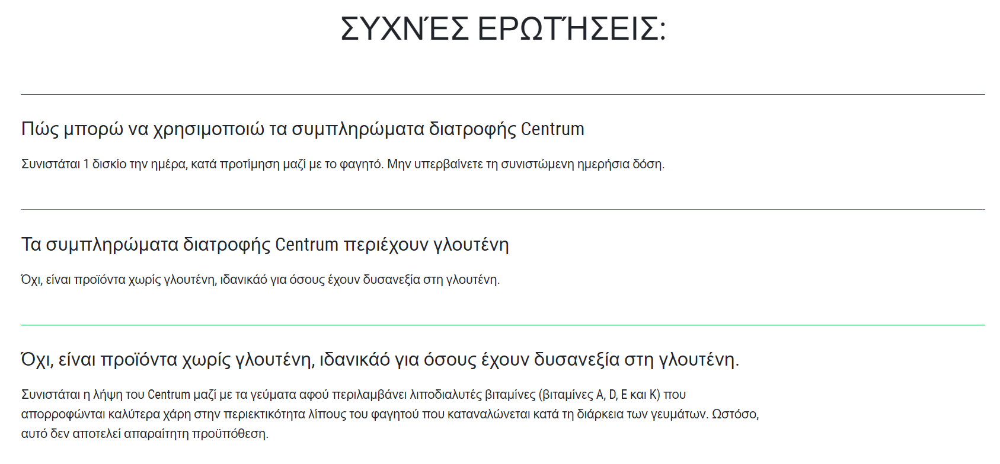 ΣΥΧΝΈΣ ΕΡΩΤΉΣΕΙΣ:
Πώς μπορώ να χρησιμοποιώ τα συμπληρώματα διατροφής Centrum
Συνιστάται 1 δισκίο την ημέρα, κατά προτίμηση μαζί με το φαγητό. Μην υπερβαίνετε τη συνιστώμενη ημερήσια δόση.
Τα συμπληρώματα διατροφής Centrum περιέχουν γλουτένη
Όχι, είναι προϊόντα χωρίς γλουτένη, ιδανικάό για όσους έχουν δυσανεξία στη γλουτένη.
Όχι, είναι προϊόντα χωρίς γλουτένη, ιδανικάό για όσους έχουν δυσανεξία στη γλουτένη.
Συνιστάται η λήψη του Centrum μαζί με τα γεύματα αφού περιλαμβάνει λιποδιαλυτές βιταμίνες (βιταμίνες A, D, E και K) που
απορροφώνται καλύτερα χάρη στην περιεκτικότητα λίπους του φαγητού που καταναλώνεται κατά τη διάρκεια των γευμάτων. Ωστόσο,
αυτό δεν αποτελεί απαραίτητη προϋπόθεση.